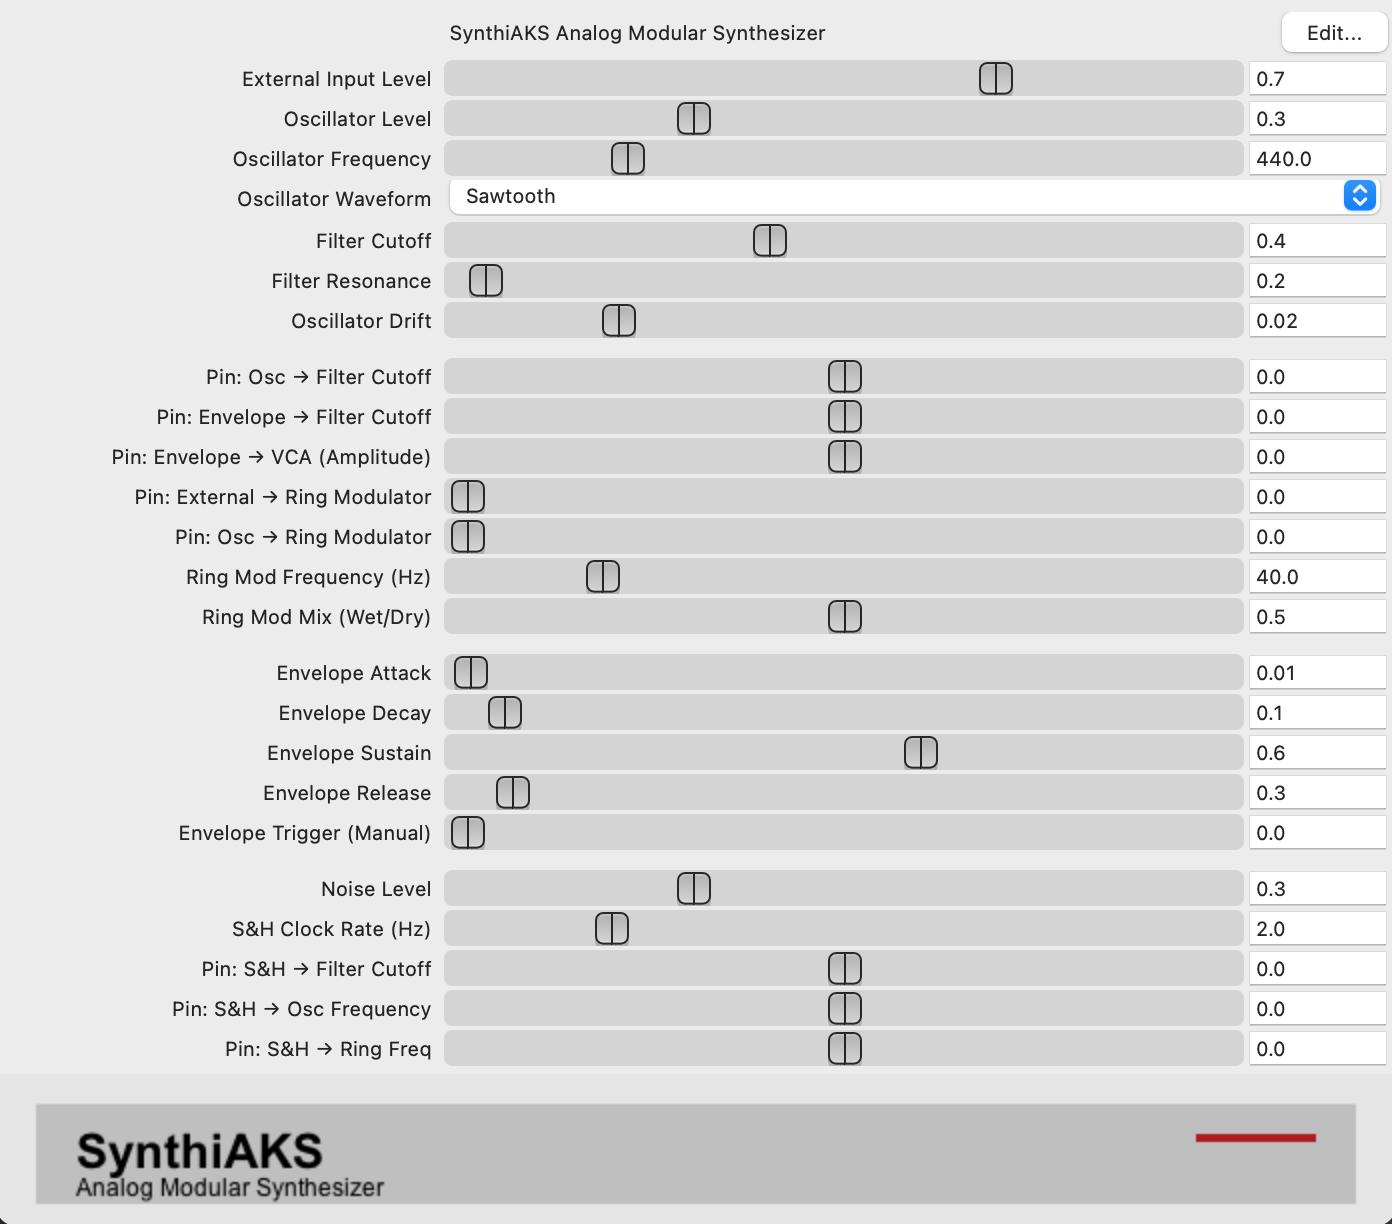 SynthiAKS Analog Modular Synthesizer Edit...
External Input Level 0.7
Oscillator Level 0.3
Oscillator Frequency 440.0
Oscillator Waveform Sawtooth
Filter Cutoff 0.4
Filter Resonance 0.2
Oscillator Drift 0.02
Pin: Osc → Filter Cutoff 0.0
Pin: Envelope → Filter Cutoff 0.0
Pin: Envelope → VCA (Amplitude) 0.0
Pin: External → Ring Modulator 0.0
Pin: Osc → Ring Modulator 0.0
Ring Mod Frequency (Hz) 40.0
Ring Mod Mix (Wet/Dry) 0.5
Envelope Attack 0.01
Envelope Decay 0.1
Envelope Sustain 0.6
Envelope Release 0.3
Envelope Trigger (Manual) 0.0
Noise Level 0.3
S&H Clock Rate (Hz) 2.0
Pin: S&H → Filter Cutoff 0.0
Pin: S&H → Osc Frequency 0.0
Pin: S&H → Ring Freq 0.0
SynthiAKS
Analog Modular Synthesizer